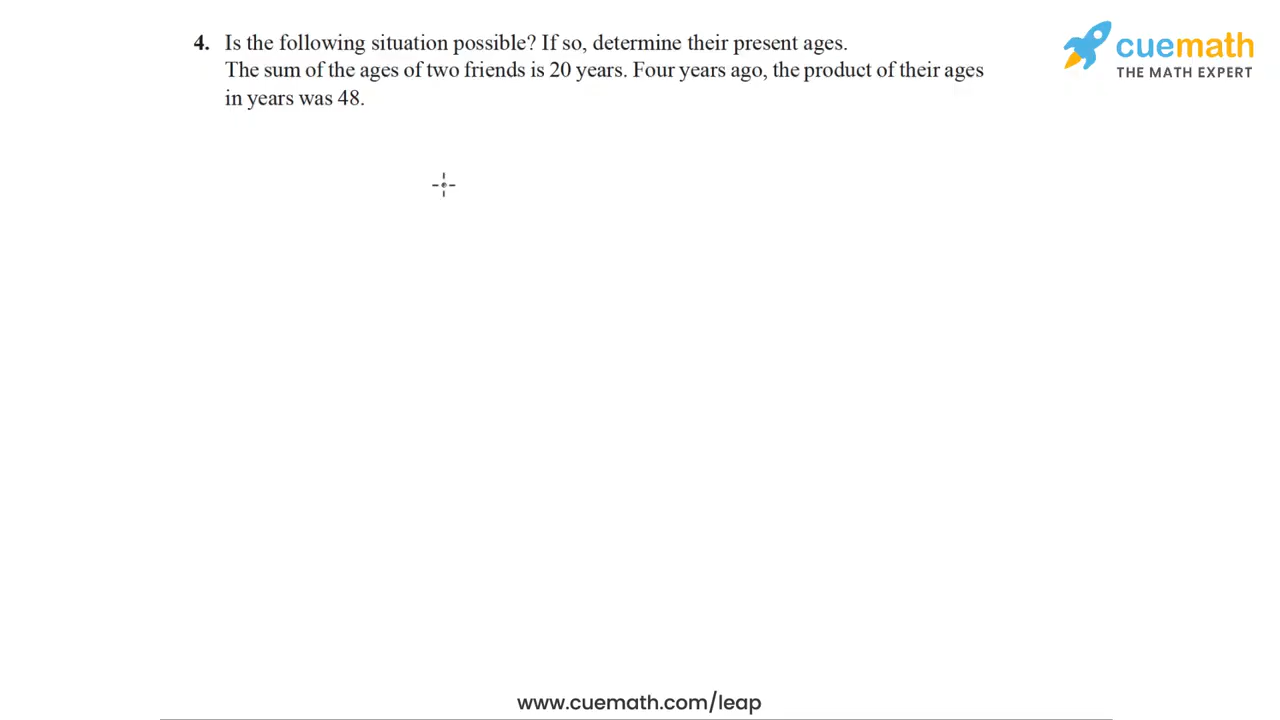 4. Is the following situation possible? If so, determine their present ages.
The sum of the ages of two friends is 20 years. Four years ago, the product of their ages
in years was 48.
cuemath
THE MATH EXPERT
www.cuemath.com/leap